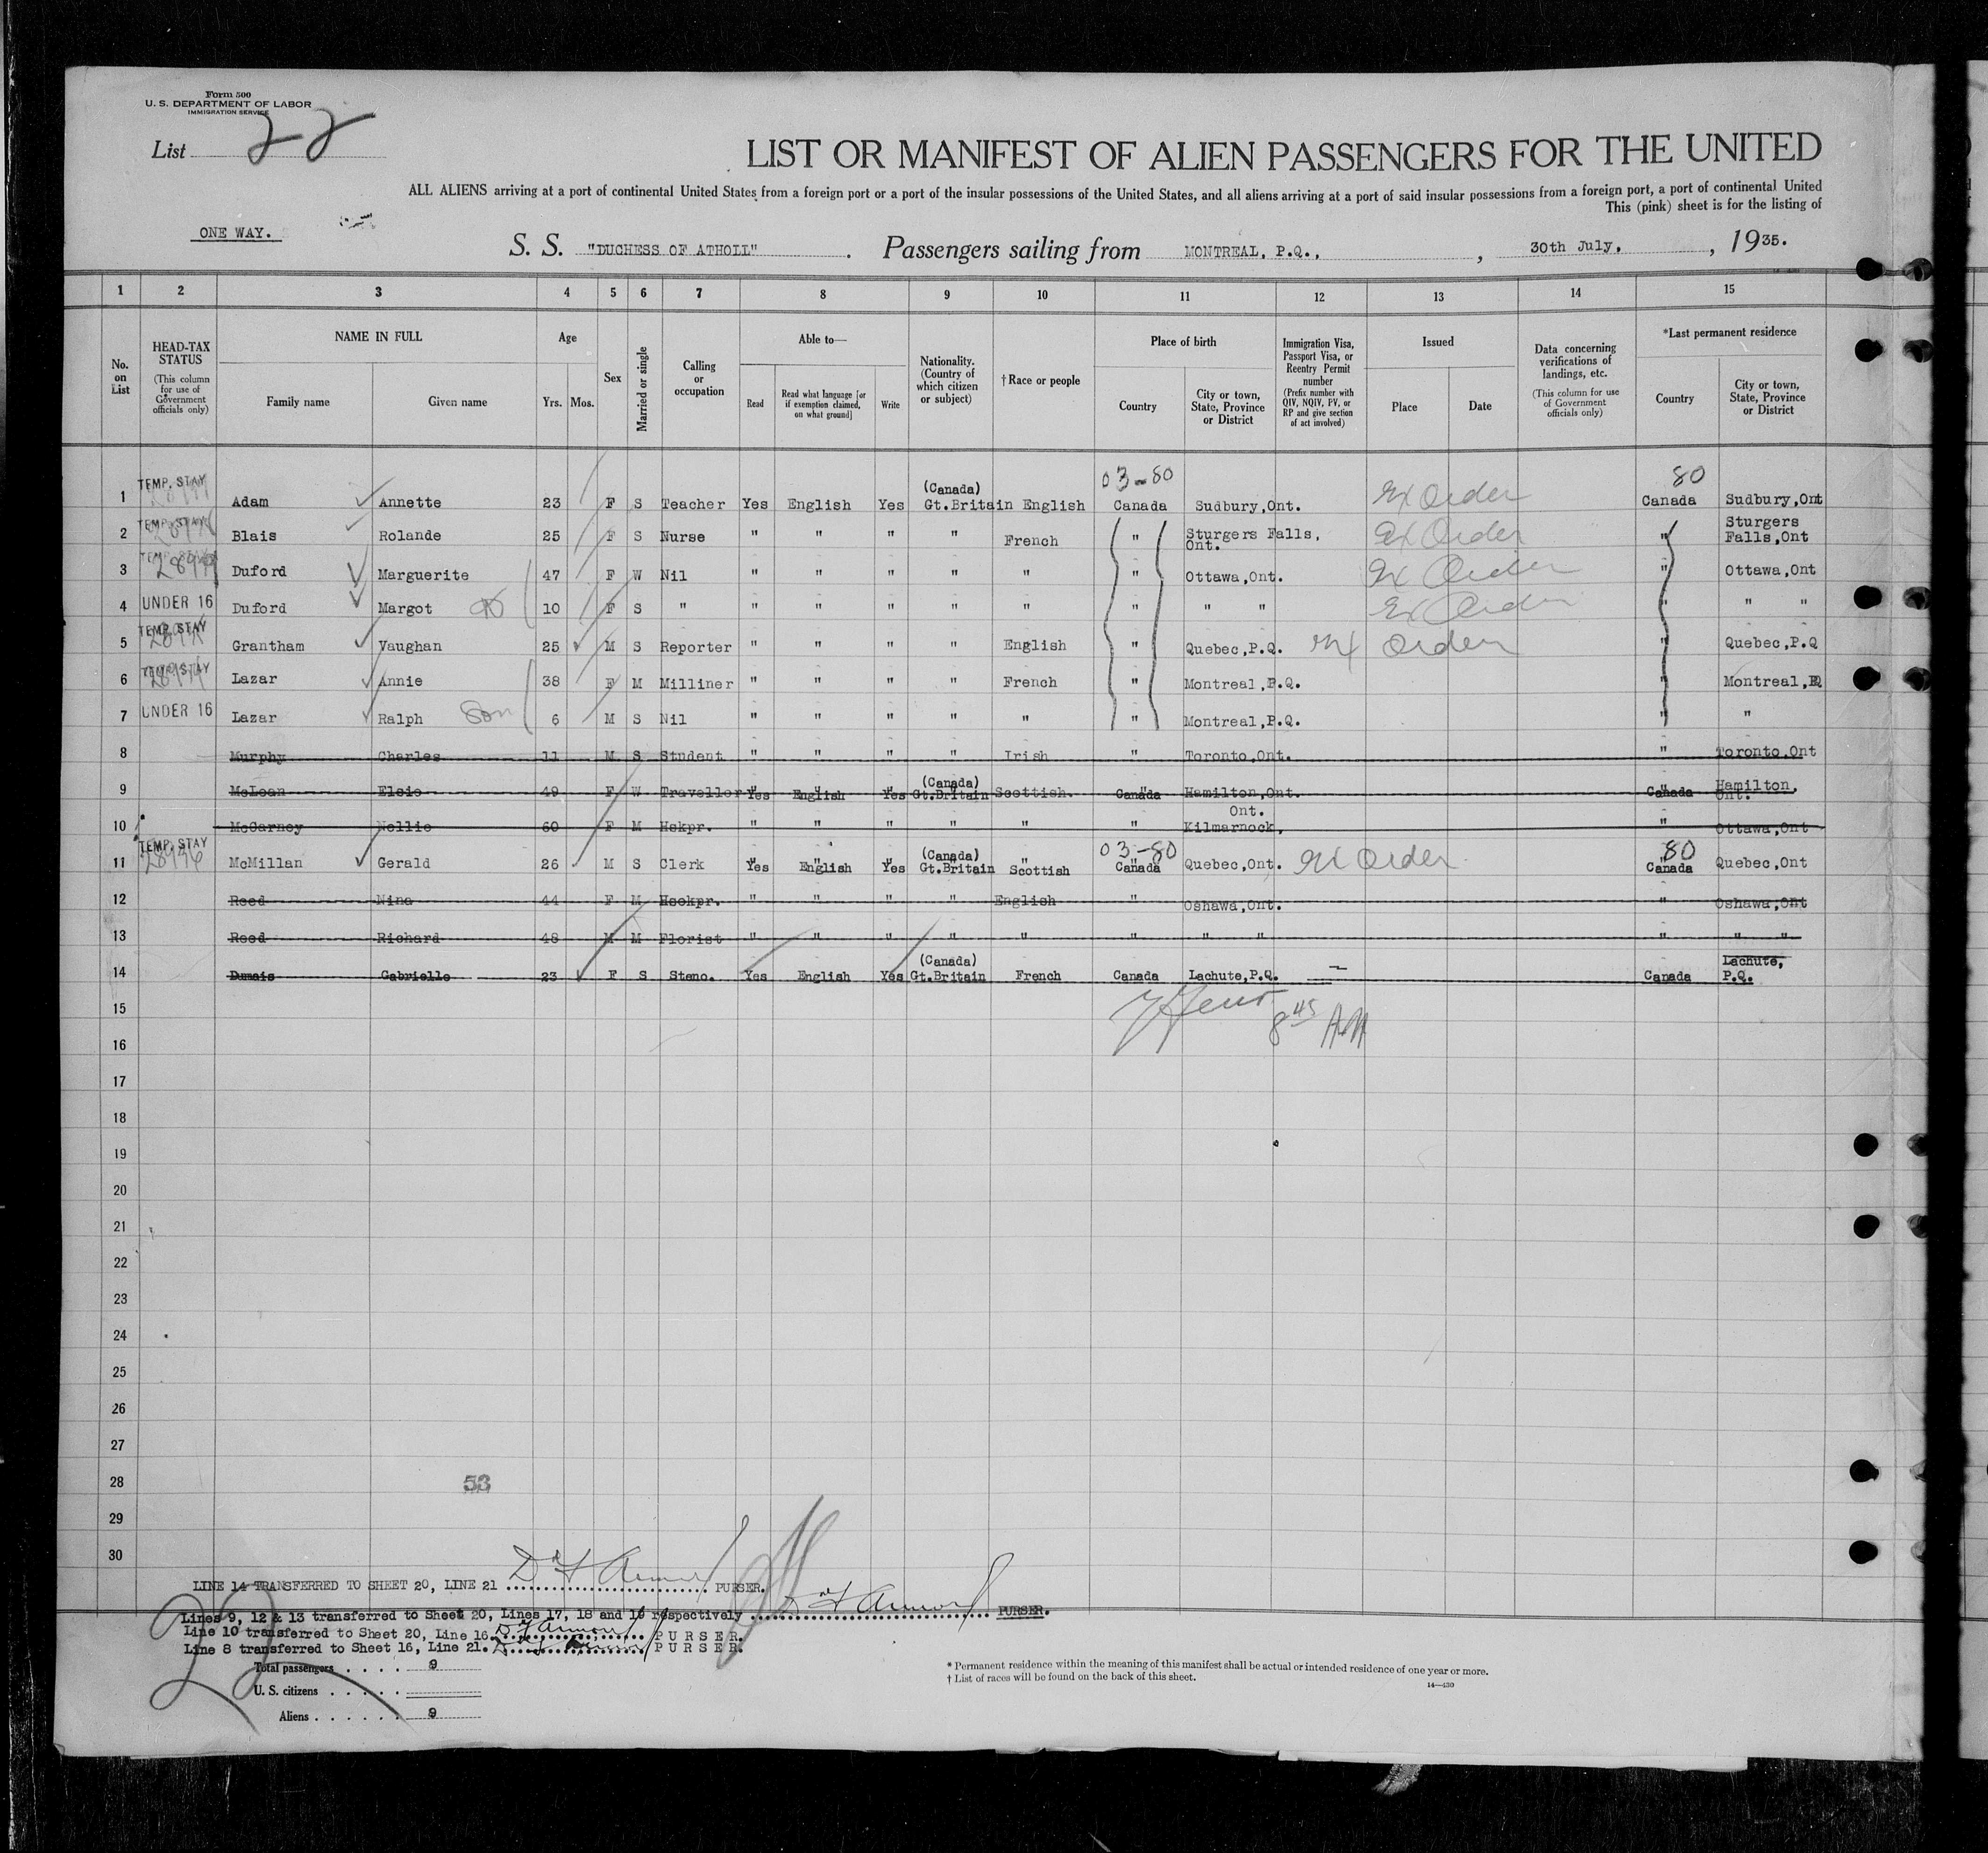 Form 500
U. S. DEPARTMENT OF LABOR
IMMIGRATION SERVICE
List 22
LIST OR MANIFEST OF ALIEN PASSENGERS FOR THE UNITED
ALL ALIENS arriving at a port of continental United States from a foreign port or a port of the insular possessions of the United States, and all aliens arriving at a port of said insular possessions from a foreign port, a port of continental United
This (pink) sheet is for the listing of
ONE WAY.
S. S. "DUCHESS OF ATHOLL". Passengers sailing from MONTREAL, P.Q., , 30th July, , 1935.
1 2 3 4 5 6 7 8 9 10 11 12 13 14 15
No. on List
HEAD-TAX STATUS (This column for use of Government officials only)
NAME IN FULL
Family name
Given name
Age
Yrs. Mos.
Sex
Married or single
Calling or occupation
Able to—
Read
Read what language [or if exemption claimed, on what ground]
Write
Nationality. (Country of which citizen or subject)
† Race or people
Place of birth
Country
City or town, State, Province or District
Immigration Visa, Passport Visa, or Reentry Permit number (Prefix number with QIV, NQIV, PV, or RP and give section of act involved)
Issued
Place
Date
Data concerning verifications of landings, etc. (This column for use of Government officials only)
*Last permanent residence
Country
City or town, State, Province or District
03-80 80
1 TEMP. STAY Adam Annette 23 F S Teacher Yes English Yes (Canada) Gt.Britain English Canada Sudbury,Ont. Ex Order Canada Sudbury,Ont
2 TEMP. STAY Blais Rolande 25 F S Nurse " " " " French " Sturgers Falls, Ont. Ex Order " Sturgers Falls,Ont
3 TEMP. STAY Duford Marguerite 47 F W Nil " " " " " " Ottawa,Ont. Ex Order " Ottawa,Ont
4 UNDER 16 Duford Margot 10 F S " " " " " " " " " Ex Order " " "
5 TEMP. STAY Grantham Vaughan 25 M S Reporter " " " " English " Quebec,P.Q. Ex Order " Quebec,P.Q
6 TEMP. STAY Lazar Annie 38 F M Milliner " " " " French " Montreal,P.Q. " Montreal,PQ
7 UNDER 16 Lazar Ralph Son 6 M S Nil " " " " " " Montreal,P.Q. " "
8 Murphy Charles 11 M S Student " " " " Irish " Toronto,Ont. " Toronto,Ont
9 McLean Elsie 49 F W Traveller Yes English Yes (Canada) Gt.Britain Scottish Canada Hamilton,Ont. Canada Hamilton, Ont.
10 McCarney Nellie 60 F M Hskpr. " " " " " " Ont. Kilmarnock, " Ottawa,Ont
03-80 80
11 TEMP. STAY McMillan Gerald 26 M S Clerk Yes English Yes (Canada) Gt.Britain Scottish Canada Quebec,Ont. Ex Order Canada Quebec,Ont
12 Reed Nina 44 F M Hsekpr. " " " " English " Oshawa,Ont. " Oshawa,Ont
13 Reed Richard 48 M M Florist " " " " " " " " " " "
14 Dumais Gabrielle 23 F S Steno. Yes English Yes (Canada) Gt.Britain French Canada Lachute,P.Q. — Canada Lachute, P.Q.
15
8 45 AM
16
17
18
19
20
21
22
23
24
25
26
27
28 53
29
30
LINE 14 TRANSFERRED TO SHEET 20, LINE 21 PURSER.
Lines 9, 12 & 13 transferred to Sheet 20, Lines 17, 18 and 19 respectively PURSER.
Line 10 transferred to Sheet 20, Line 16. PURSER.
Line 8 transferred to Sheet 16, Line 21. PURSER.
Total passengers . . . . 9
U. S. citizens . . . . .
Aliens . . . . . . 9
* Permanent residence within the meaning of this manifest shall be actual or intended residence of one year or more.
† List of races will be found on the back of this sheet.
14—430